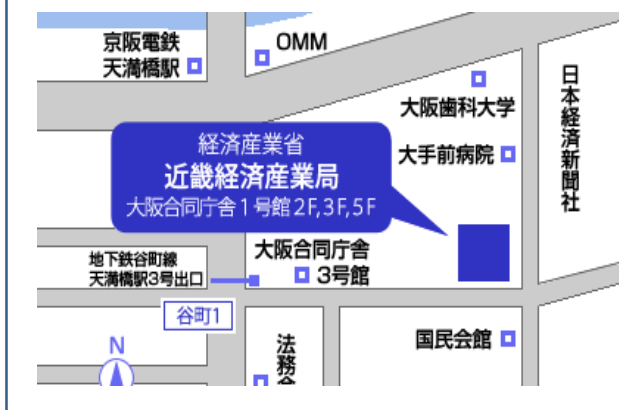 京阪電鉄
天満橋駅
OMM
大阪歯科大学
日本経済新聞社
経済産業省
近畿経済産業局
大阪合同庁舎1号館2F,3F,5F
大手前病院
地下鉄谷町線
天満橋駅3号出口
大阪合同庁舎
3号館
谷町1
国民会館
N
法務